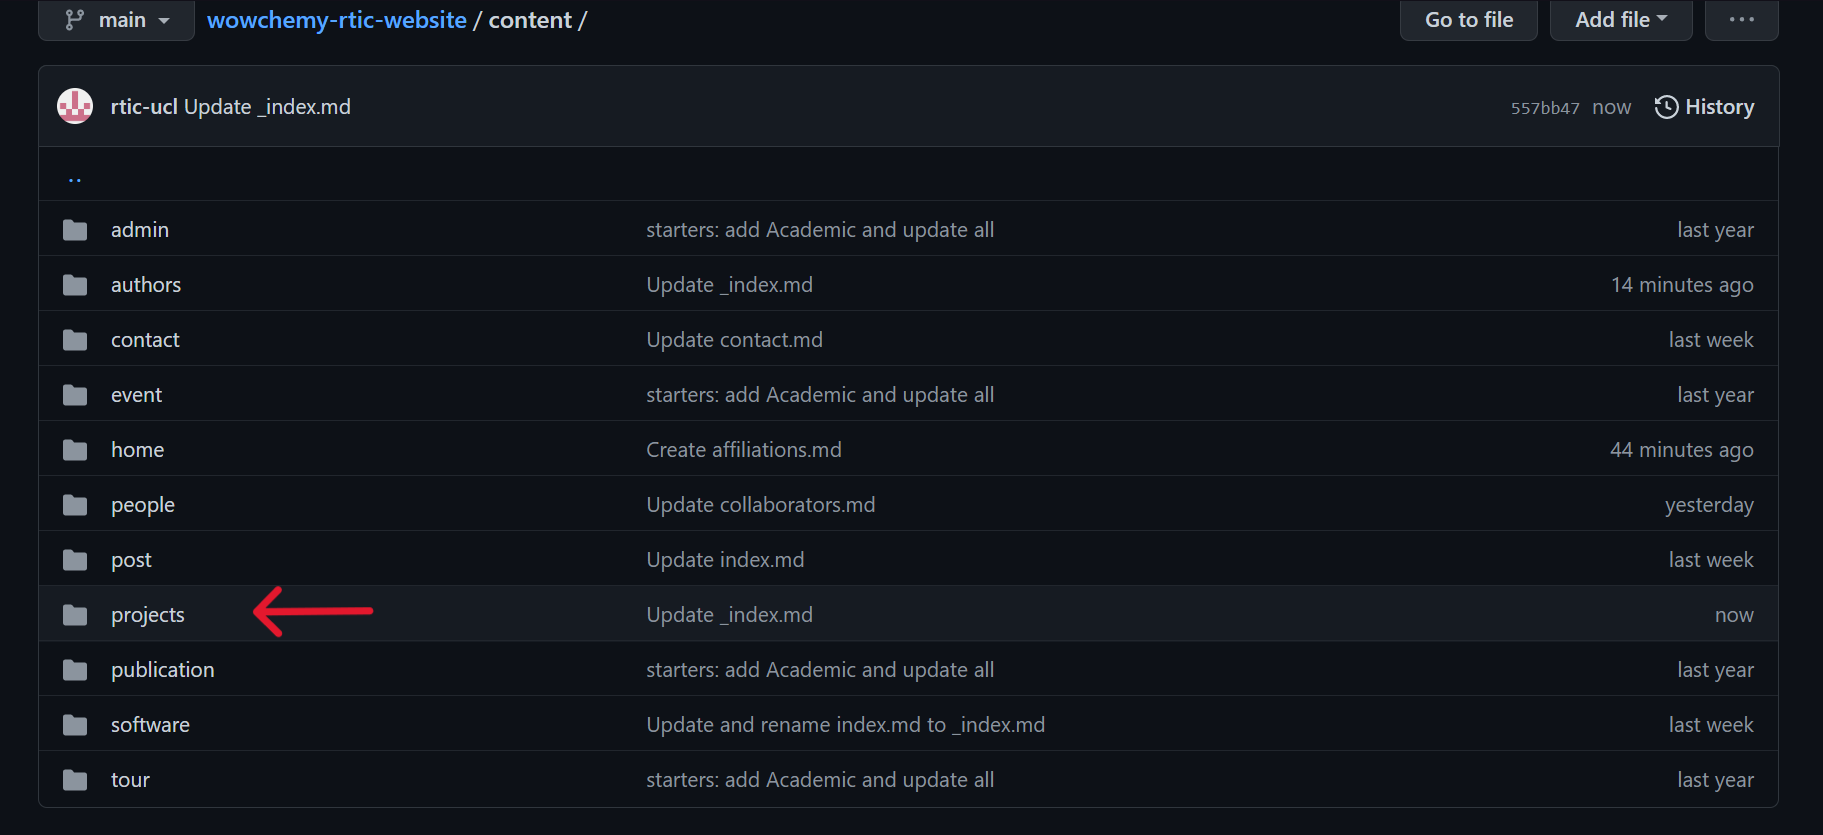 main wowchemy-rtic-website / content / Go to file Add file ...
rtic-ucl Update _index.md 557bb47 now History
..
admin starters: add Academic and update all last year
authors Update _index.md 14 minutes ago
contact Update contact.md last week
event starters: add Academic and update all last year
home Create affiliations.md 44 minutes ago
people Update collaborators.md yesterday
post Update index.md last week
projects Update _index.md now
publication starters: add Academic and update all last year
software Update and rename index.md to _index.md last week
tour starters: add Academic and update all last year